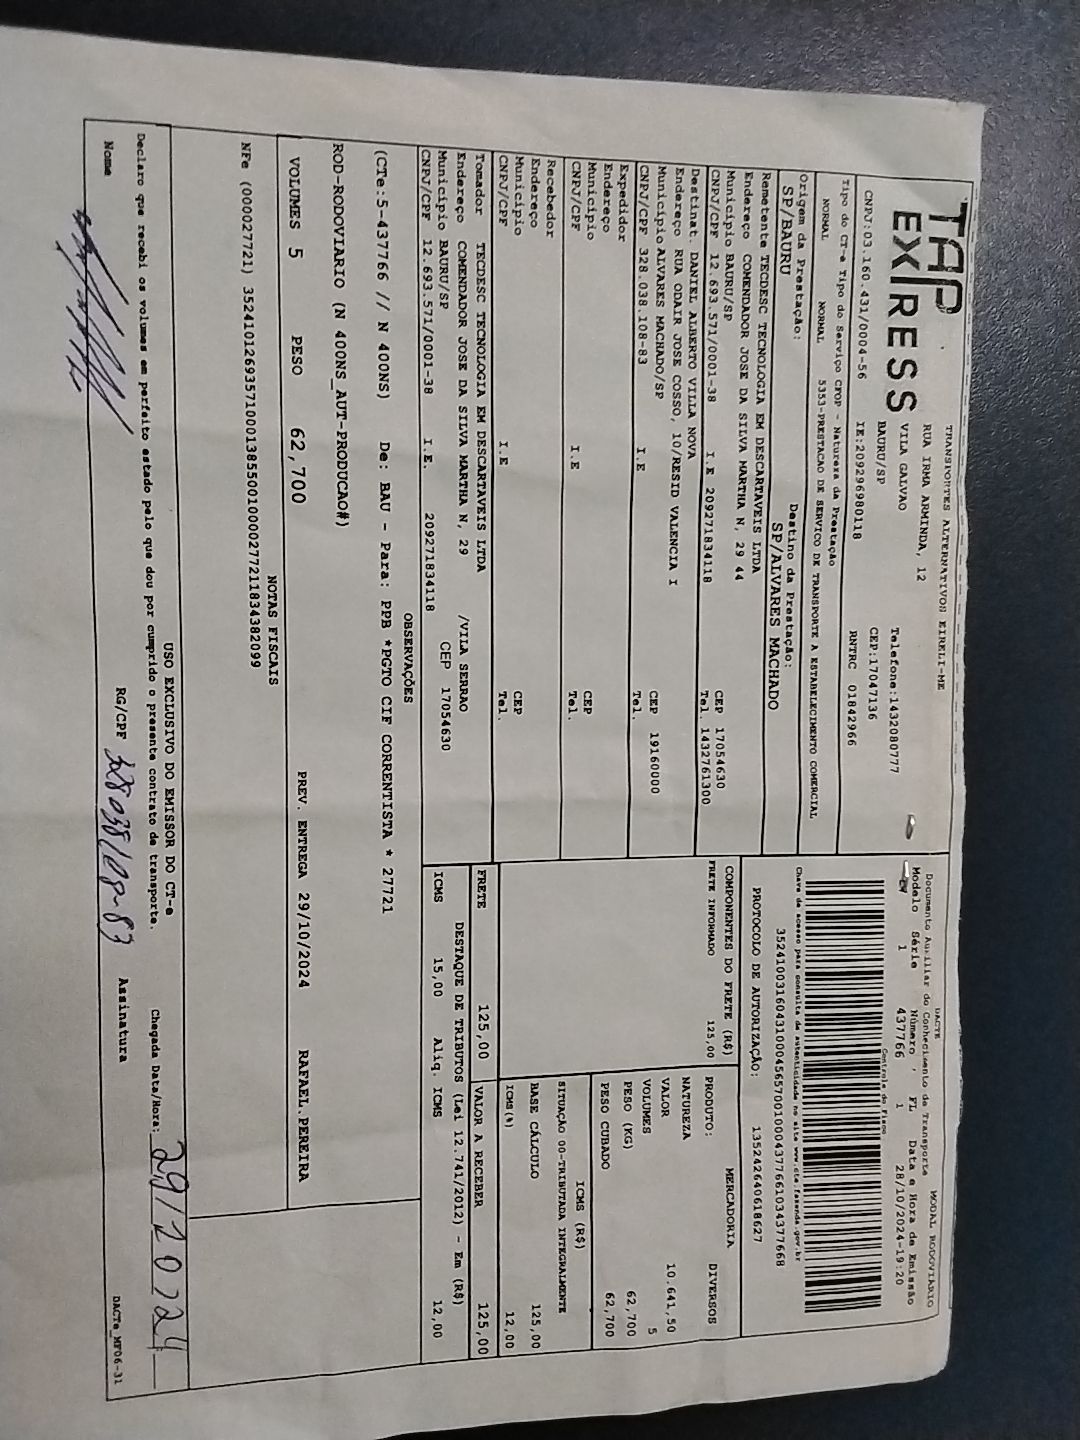 TAP
EXPRESS
TRANSPORTES ALTERNATIVOS EIRELI-ME
RUA IRMA ARMINDA, 12
VILA GALVAO
BAURU/SP
Telefone:1432080777
CEP:17047136
CNPJ:03.160.431/0004-56 IE:209296980118 RNTRC 01842966
Tipo do CT-e Tipo do Serviço CFOP - Natureza da Prestação
NORMAL NORMAL 5353-PRESTACAO DE SERVICO DE TRANSPORTE A ESTABELECIMENTO COMERCIAL
Origem da Prestação: Destino da Prestação:
SP/BAURU SP/ALVARES MACHADO
Remetente TECDESC TECNOLOGIA EM DESCARTAVEIS LTDA
Endereço COMENDADOR JOSE DA SILVA MARTHA N, 29 44
Município BAURU/SP CEP 17054630
CNPJ/CPF 12.693.571/0001-38 I.E 209271834118 Tel. 1432761300
Destinat. DANIEL ALBERTO VILLA NOVA
Endereço RUA ODAIR JOSE COSSO, 10/RESID VALENCIA I
Município ALVARES MACHADO/SP CEP 19160000
CNPJ/CPF 328.038.108-83 I.E Tel.
Expedidor
Endereço
Município CEP
CNPJ/CPF I.E Tel.
Recebedor
Endereço
Município CEP
CNPJ/CPF I.E Tel.
Tomador TECDESC TECNOLOGIA EM DESCARTAVEIS LTDA
Endereço COMENDADOR JOSE DA SILVA MARTHA N, 29 /VILA SERRAO
Município BAURU/SP CEP 17054630
CNPJ/CPF 12.693.571/0001-38 I.E. 209271834118
DACTE MODAL RODOVIÁRIO
Documento Auxiliar do Conhecimento de Transporte
Modelo Série Número FL Data e Hora de Emissão
1 437766 1 28/10/2024-19:20
Controle do Fisco
Chave de acesso para consulta de autenticidade no site www.cte.fazenda.gov.br
35241003160431000456570010004377661034377668
PROTOCOLO DE AUTORIZAÇÃO: 135242640618627
COMPONENTES DO FRETE (R$)
FRETE INFORMADO 125,00
MERCADORIA
PRODUTO: DIVERSOS
NATUREZA
VALOR 10.641,50
VOLUMES 5
PESO (KG) 62,700
PESO CUBADO 62,700
ICMS (R$)
SITUAÇÃO 00-TRIBUTADA INTEGRALMENTE
BASE CÁLCULO 125,00
ICMS(%) 12,00
FRETE 125,00 VALOR A RECEBER 125,00
DESTAQUE DE TRIBUTOS (Lei 12.741/2012) - Em (R$)
ICMS 15,00 Aliq. ICMS 12,00
OBSERVAÇÕES
(CTe:5-437766 // N 400NS) De: BAU - Para: PPB *PGTO CIF CORRENTISTA * 27721
ROD-RODOVIARIO (N 400NS_AUT-PRODUCAO#)
VOLUMES 5 PESO 62,700 PREV. ENTREGA 29/10/2024 RAFAEL.PEREIRA
NOTAS FISCAIS
NFe (000027721) 35241012693571000138550010000277211834382099
USO EXCLUSIVO DO EMISSOR DO CT-e
Declaro que recebi os volumes em perfeito estado pelo que dou por cumprido o presente contrato de transporte. Chegada Data/Hora: 29/10/24
Nome RG/CPF 328 038/108-83 Assinatura
DACTe_MF06-31